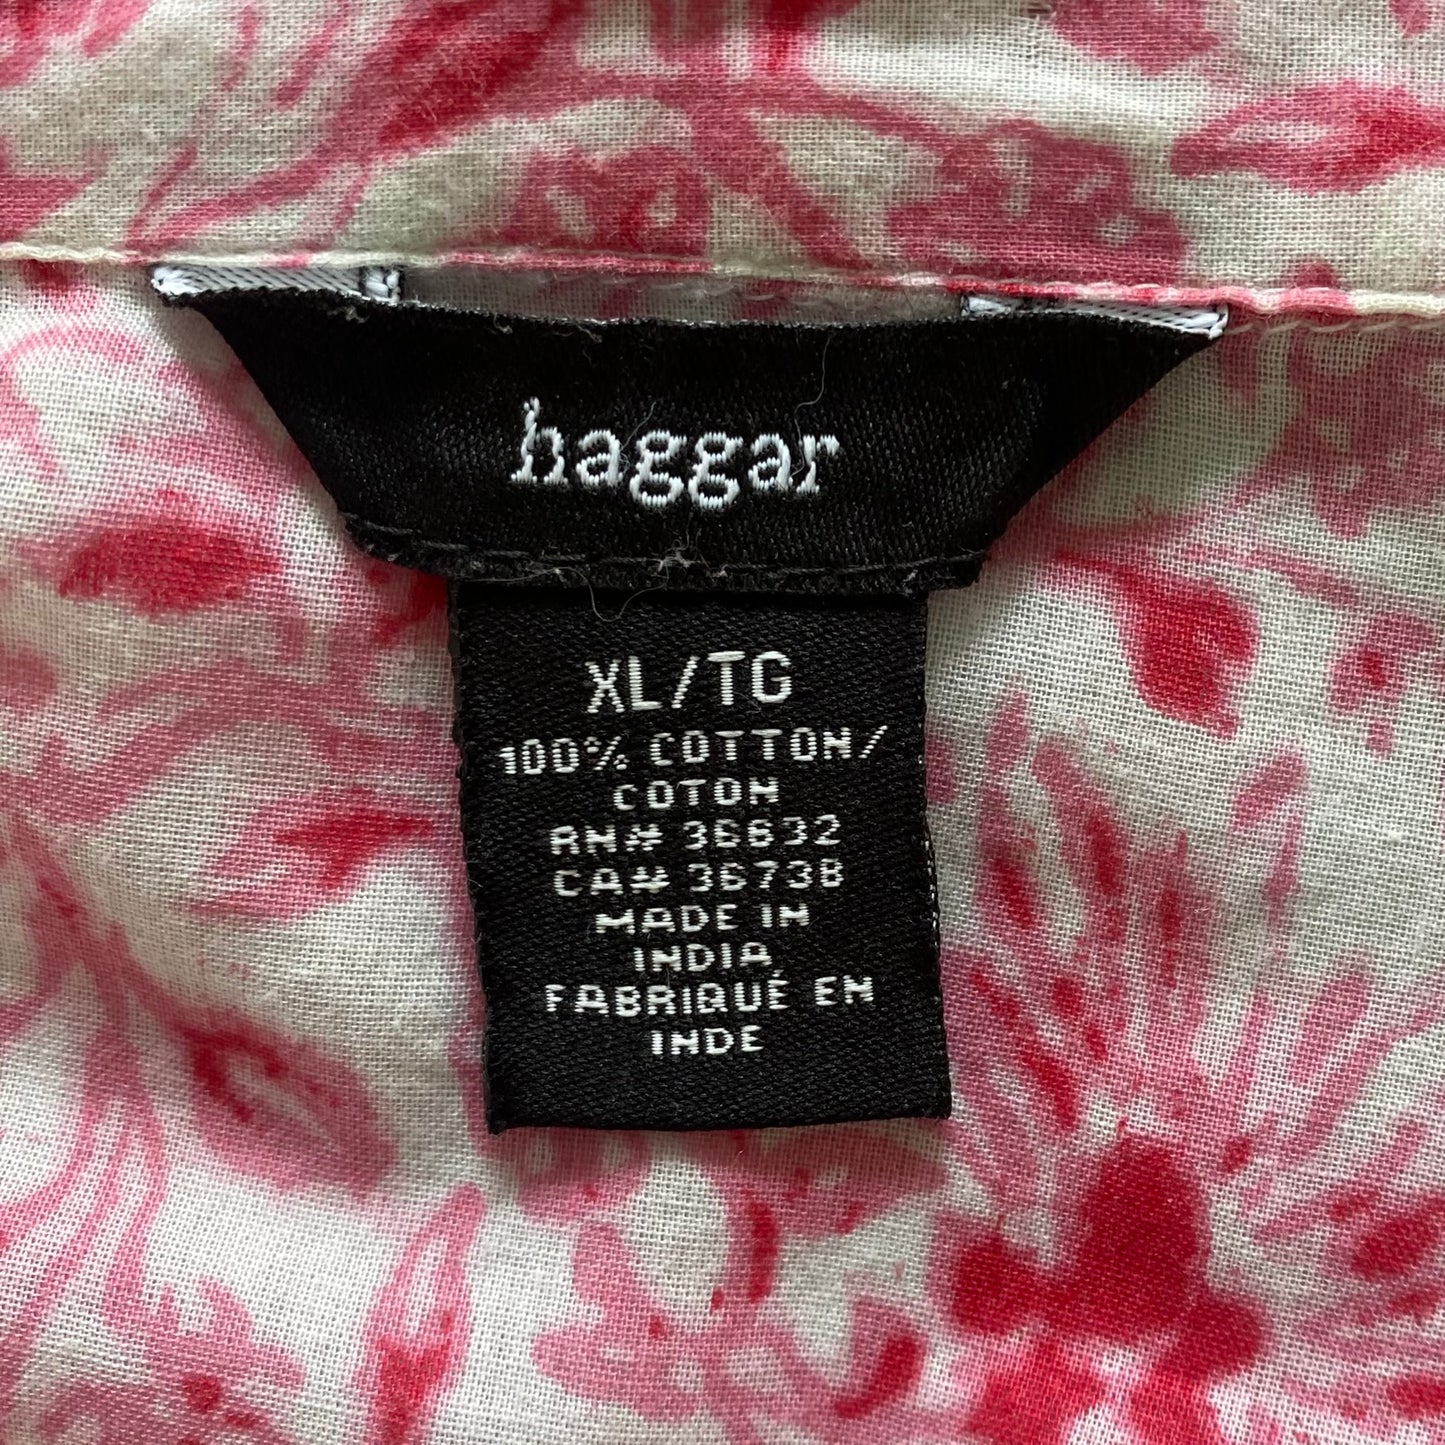 haggar
XL/TG
100% COTTON/
COTON
RN# 36632
CA# 36738
MADE IN
INDIA
FABRIQUÉ EN
INDE